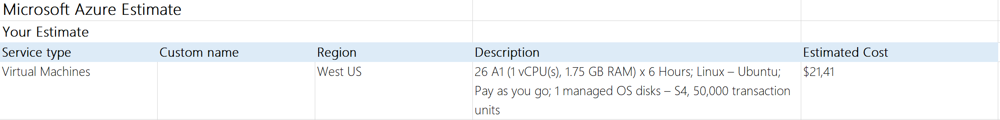 Microsoft Azure Estimate
Your Estimate
Service type Custom name Region Description Estimated Cost
Virtual Machines West US 26 A1 (1 vCPU(s), 1.75 GB RAM) x 6 Hours; Linux – Ubuntu; $21,41
Pay as you go; 1 managed OS disks – S4, 50,000 transaction
units